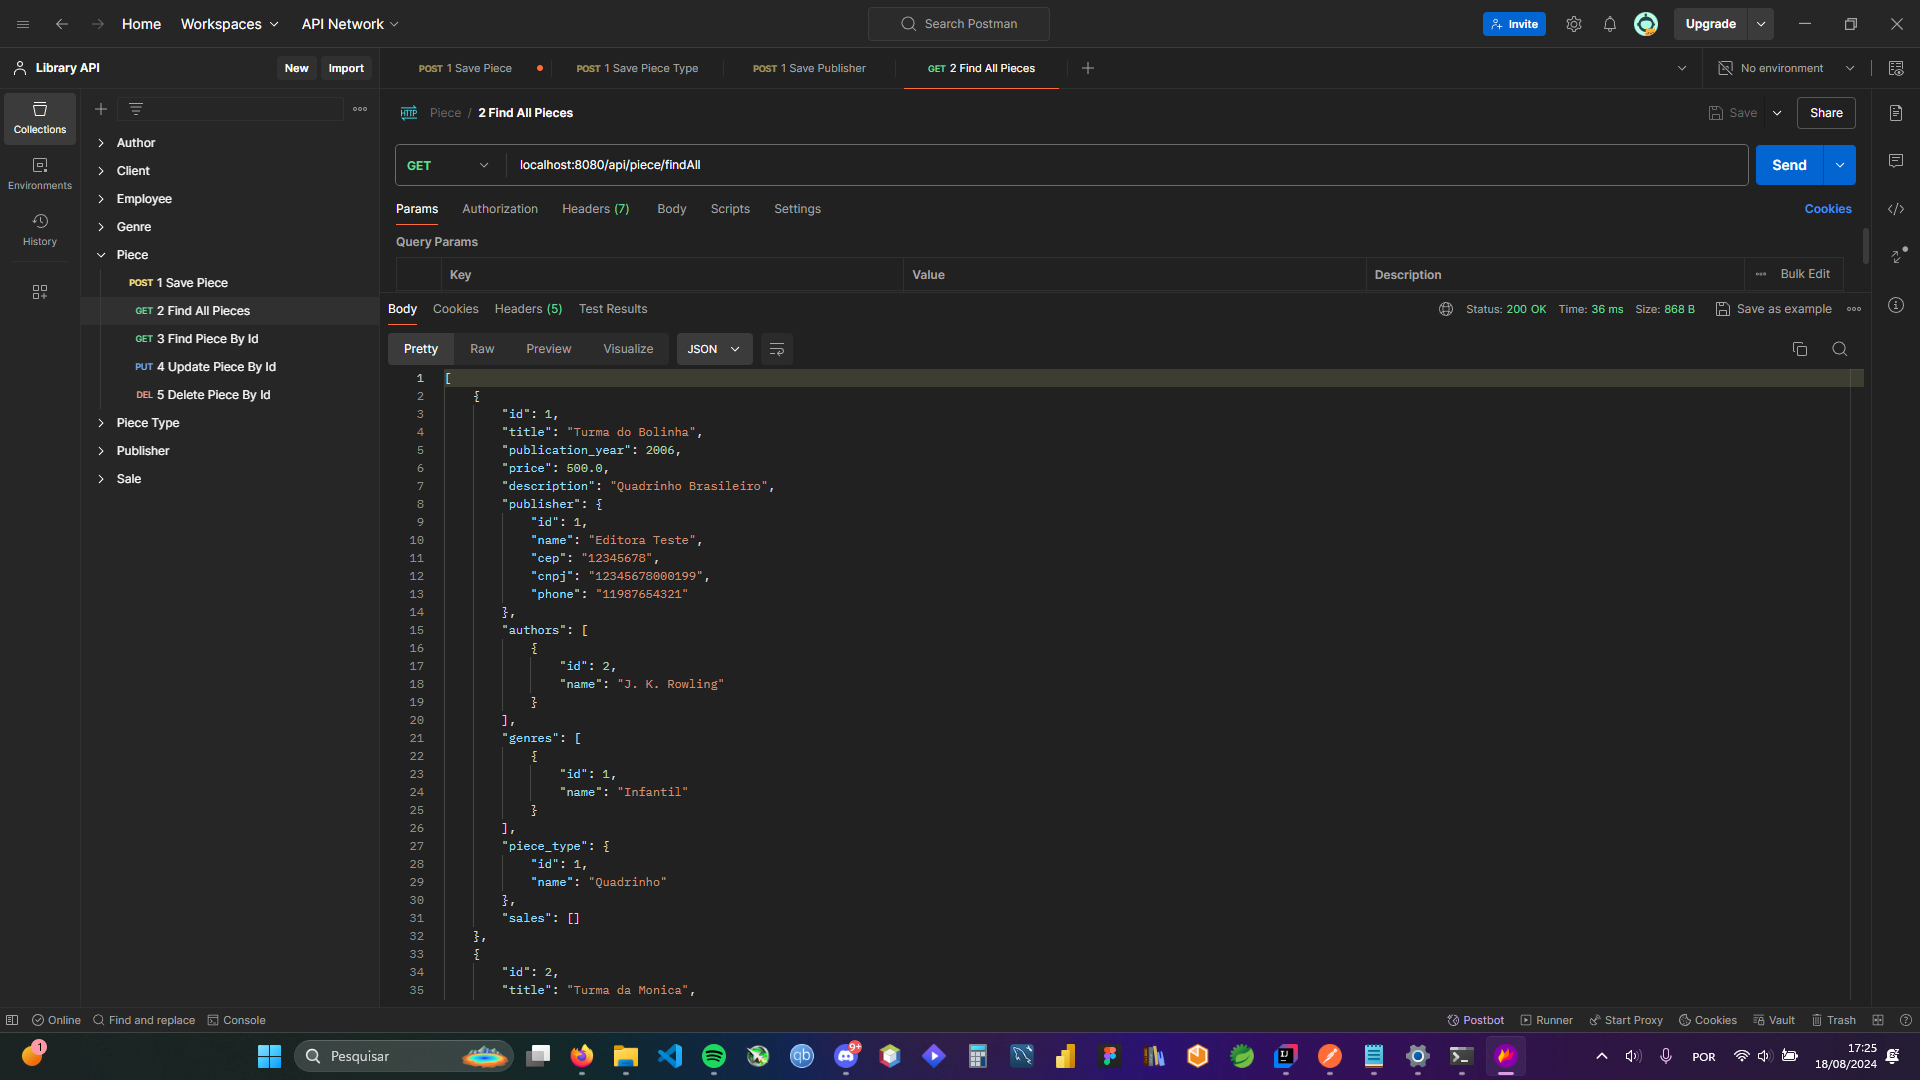 Home Workspaces API Network Search Postman Invite Upgrade
Library API New Import POST 1 Save Piece POST 1 Save Piece Type POST 1 Save Publisher GET 2 Find All Pieces No environment
Collections
Environments
History
Author
Client
Employee
Genre
Piece
POST 1 Save Piece
GET 2 Find All Pieces
GET 3 Find Piece By Id
PUT 4 Update Piece By Id
DEL 5 Delete Piece By Id
Piece Type
Publisher
Sale
HTTP Piece / 2 Find All Pieces Save Share
GET localhost:8080/api/piece/findAll Send
Params Authorization Headers (7) Body Scripts Settings Cookies
Query Params
Key Value Description Bulk Edit
Body Cookies Headers (5) Test Results Status: 200 OK Time: 36 ms Size: 868 B Save as example
Pretty Raw Preview Visualize JSON
1 [
2 {
3 "id": 1,
4 "title": "Turma do Bolinha",
5 "publication_year": 2006,
6 "price": 500.0,
7 "description": "Quadrinho Brasileiro",
8 "publisher": {
9 "id": 1,
10 "name": "Editora Teste",
11 "cep": "12345678",
12 "cnpj": "12345678000199",
13 "phone": "11987654321"
14 },
15 "authors": [
16 {
17 "id": 2,
18 "name": "J. K. Rowling"
19 }
20 ],
21 "genres": [
22 {
23 "id": 1,
24 "name": "Infantil"
25 }
26 ],
27 "piece_type": {
28 "id": 1,
29 "name": "Quadrinho"
30 },
31 "sales": []
32 },
33 {
34 "id": 2,
35 "title": "Turma da Monica",
Online Find and replace Console Postbot Runner Start Proxy Cookies Vault Trash
1 Pesquisar qb 9+ IJ POR 17:25
18/08/2024